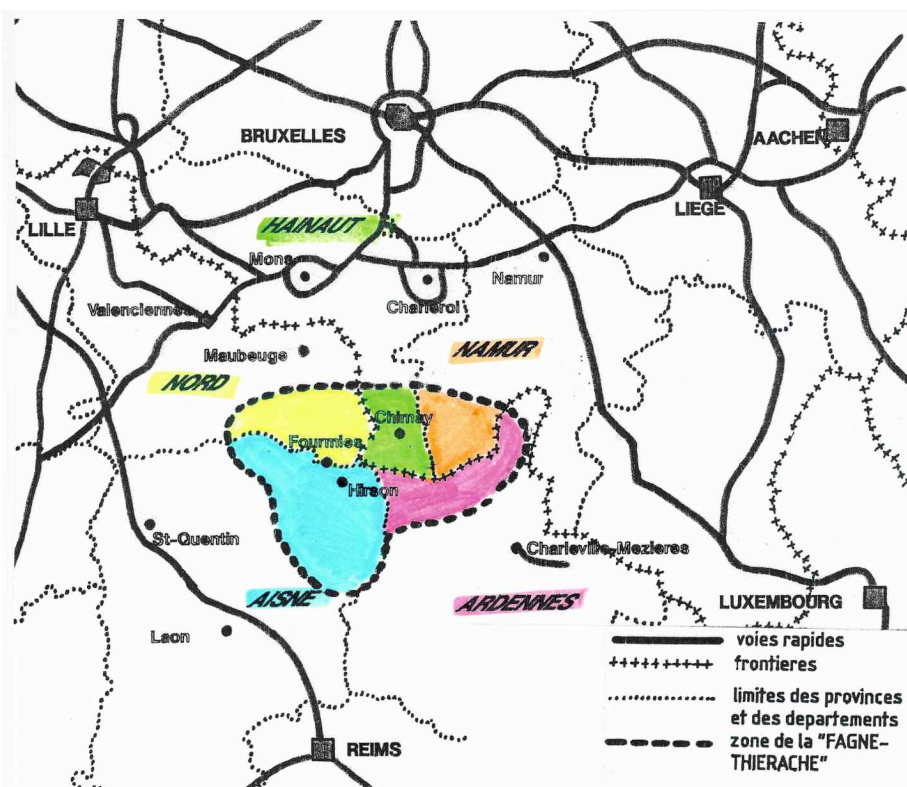 BRUXELLES
AACHEN
LILLE
LIEGE
HAINAUT
Mons
Namur
Charleroi
Valenciennes
Maubeuge
NAMUR
NORD
Chimay
Fourmies
Hirson
St-Quentin
Charleville-Mezieres
AISNE
ARDENNES
LUXEMBOURG
Laon
REIMS
voies rapides
frontieres
limites des provinces
et des departements
zone de la "FAGNE-
THIERACHE"